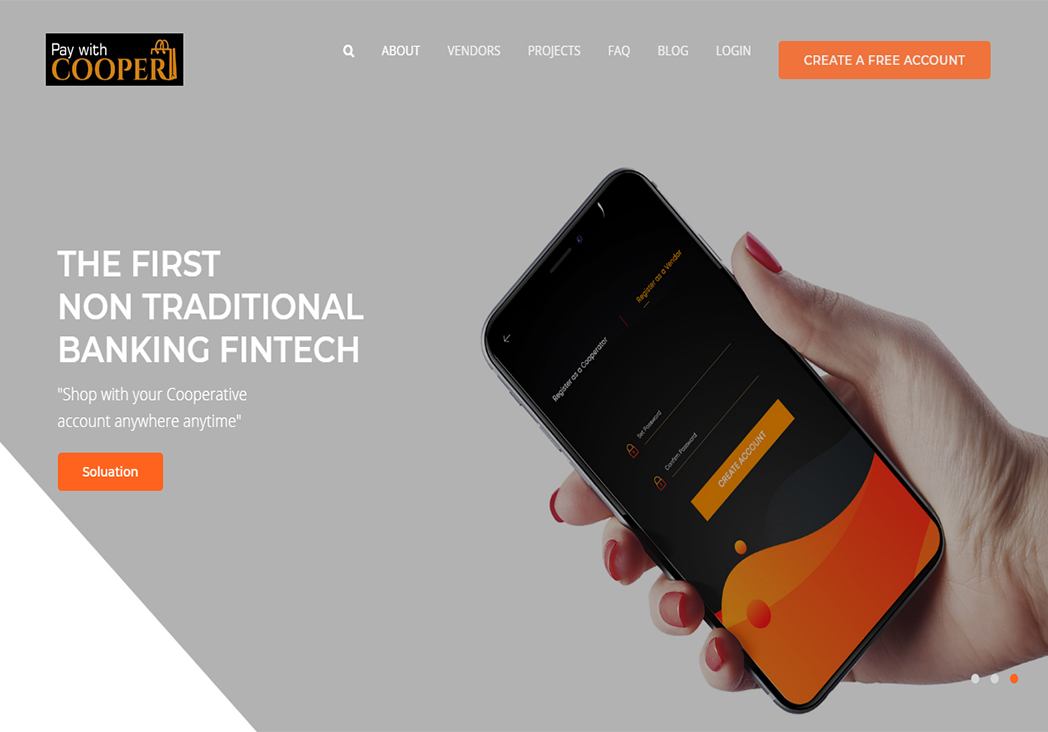 Pay with
COOPER
ABOUT VENDORS PROJECTS FAQ BLOG LOGIN CREATE A FREE ACCOUNT
THE FIRST
NON TRADITIONAL
BANKING FINTECH
"Shop with your Cooperative
account anywhere anytime"
Soluation
Register as a Cooperator
Register as a Vendor
Set Password
Confirm Password
CREATE ACCOUNT